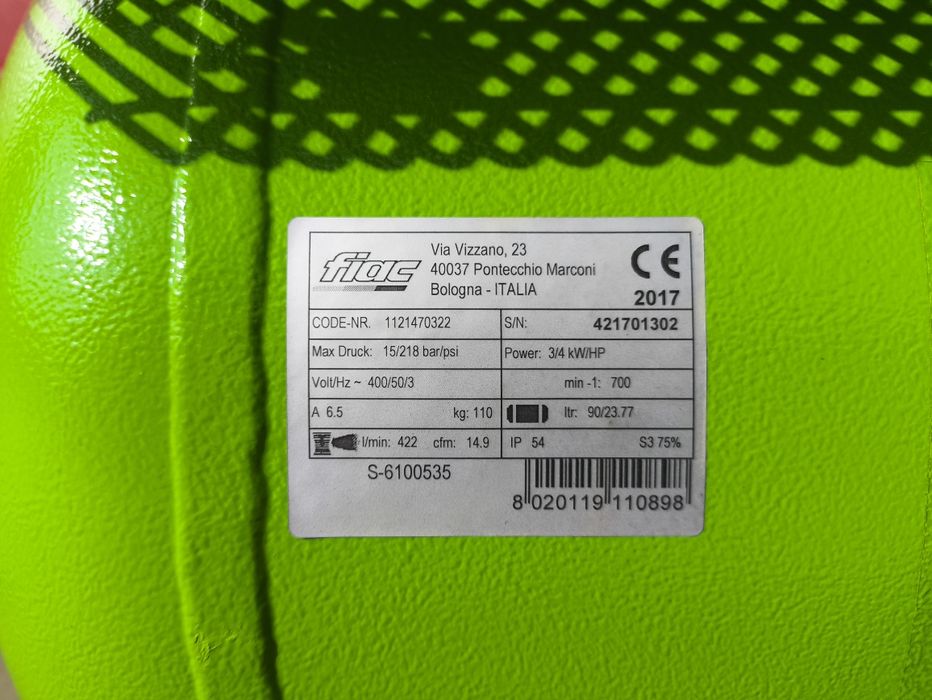 fiac
Via Vizzano, 23
40037 Pontecchio Marconi
Bologna - ITALIA
CE
2017
CODE-NR. 1121470322 S/N: 421701302
Max Druck: 15/218 bar/psi Power: 3/4 kW/HP
Volt/Hz ~ 400/50/3 min -1: 700
A 6.5 kg: 110 ltr: 90/23.77
l/min: 422 cfm: 14.9 IP 54 S3 75%
S-6100535
8 020119 110898